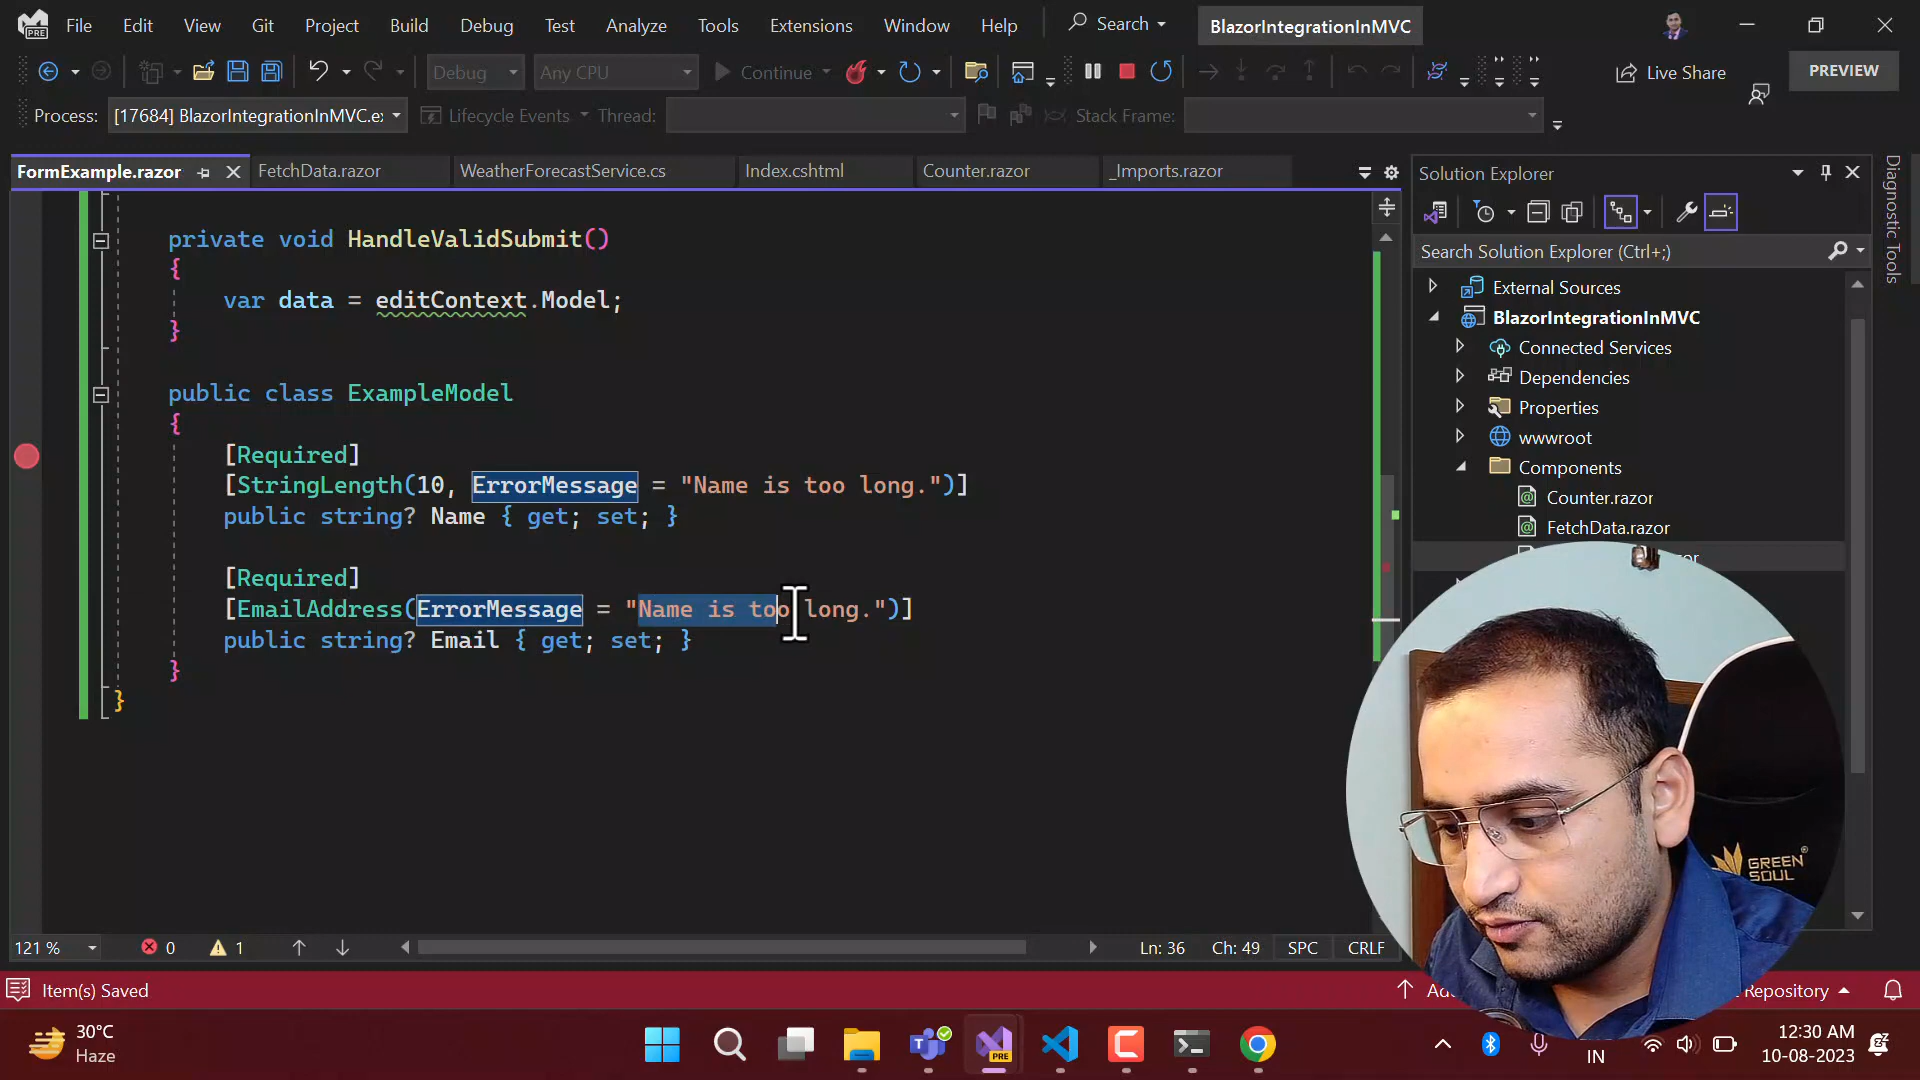 File Edit View Git Project Build Debug Test Analyze Tools Extensions Window Help Search BlazorIntegrationInMVC
Debug Any CPU Continue Live Share PREVIEW
Process: [17684] BlazorIntegrationInMVC.ex Lifecycle Events Thread: Stack Frame:
FormExample.razor FetchData.razor WeatherForecastService.cs Index.cshtml Counter.razor _Imports.razor
private void HandleValidSubmit()
{
var data = editContext.Model;
}
public class ExampleModel
{
[Required]
[StringLength(10, ErrorMessage = "Name is too long.")]
public string? Name { get; set; }
[Required]
[EmailAddress(ErrorMessage = "Name is too long.")]
public string? Email { get; set; }
}
}
Solution Explorer
Search Solution Explorer (Ctrl+;)
External Sources
BlazorIntegrationInMVC
Connected Services
Dependencies
Properties
wwwroot
Components
Counter.razor
FetchData.razor
Diagnostic Tools
GREEN
SOUL
121 % 0 1 Ln: 36 Ch: 49 SPC CRLF
Item(s) Saved
Repository
30°C
Haze
PRE
IN
12:30 AM
10-08-2023